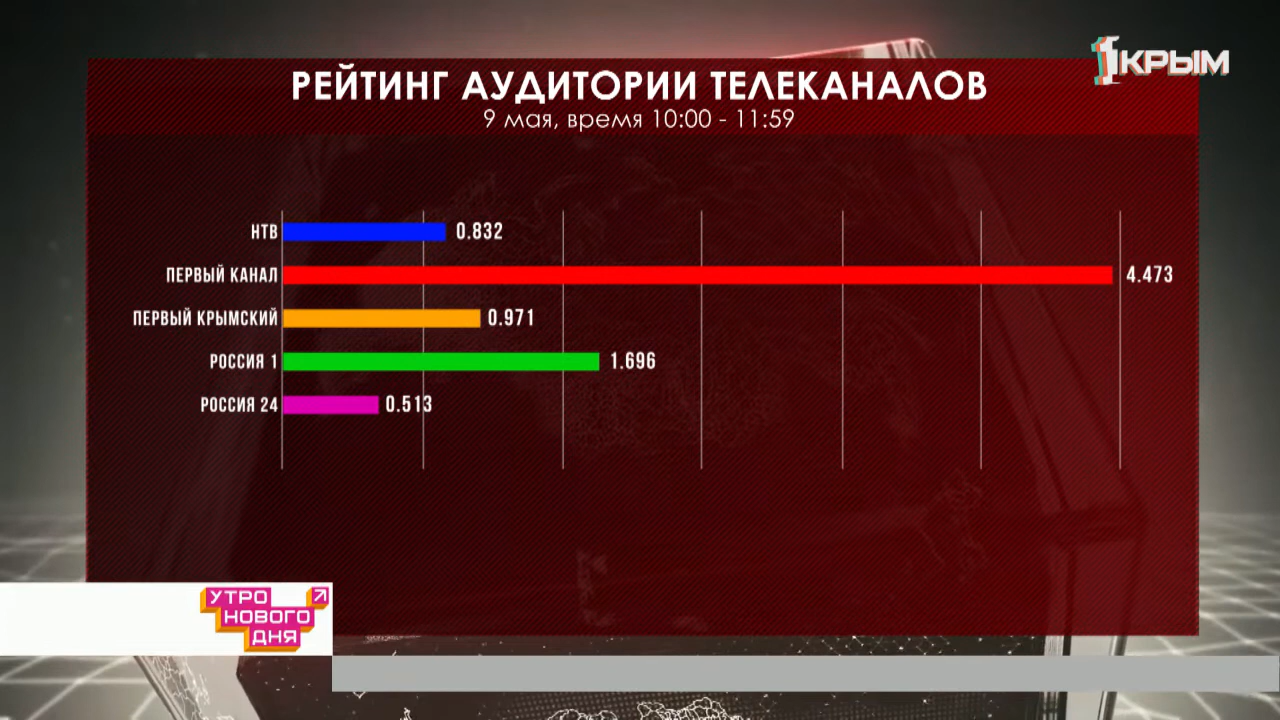 1КРЫМ
РЕЙТИНГ АУДИТОРИИ ТЕЛЕКАНАЛОВ
9 мая, время 10:00 - 11:59
НТВ 0.832
ПЕРВЫЙ КАНАЛ 4.473
ПЕРВЫЙ КРЫМСКИЙ 0.971
РОССИЯ 1 1.696
РОССИЯ 24 0.513
УТРО
НОВОГО
ДНЯ